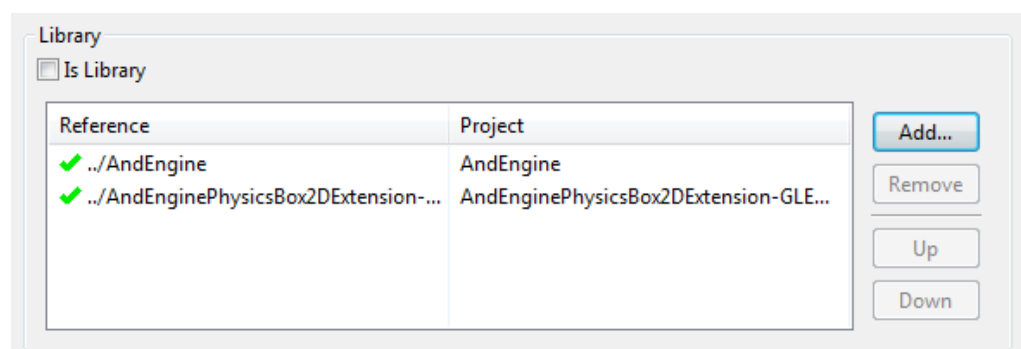 Library
Is Library
Reference Project Add...
../AndEngine AndEngine
../AndEnginePhysicsBox2DExtension-... AndEnginePhysicsBox2DExtension-GLE... Remove
Up
Down